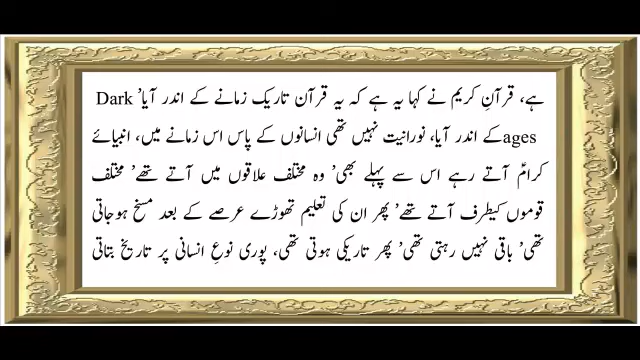 ہے، قرآنِ کریم نے کہا یہ ہے کہ یہ قرآن تاریک زمانے کے اندر آیا’ Dark
ages کے اندر آیا، نورانیت نہیں تھی انسانوں کے پاس اس زمانے میں، انبیائے
کرامؑ آتے رہے اس سے پہلے بھی’ وہ مختلف علاقوں میں آتے تھے’ مختلف
قوموں کیطرف آتے تھے’ پھر ان کی تعلیم تھوڑے عرصے کے بعد مسخ ہوجاتی
تھی’ باقی نہیں رہتی تھی’ پھر تاریکی ہوتی تھی، پوری نوعِ انسانی پر تاریخ بتاتی